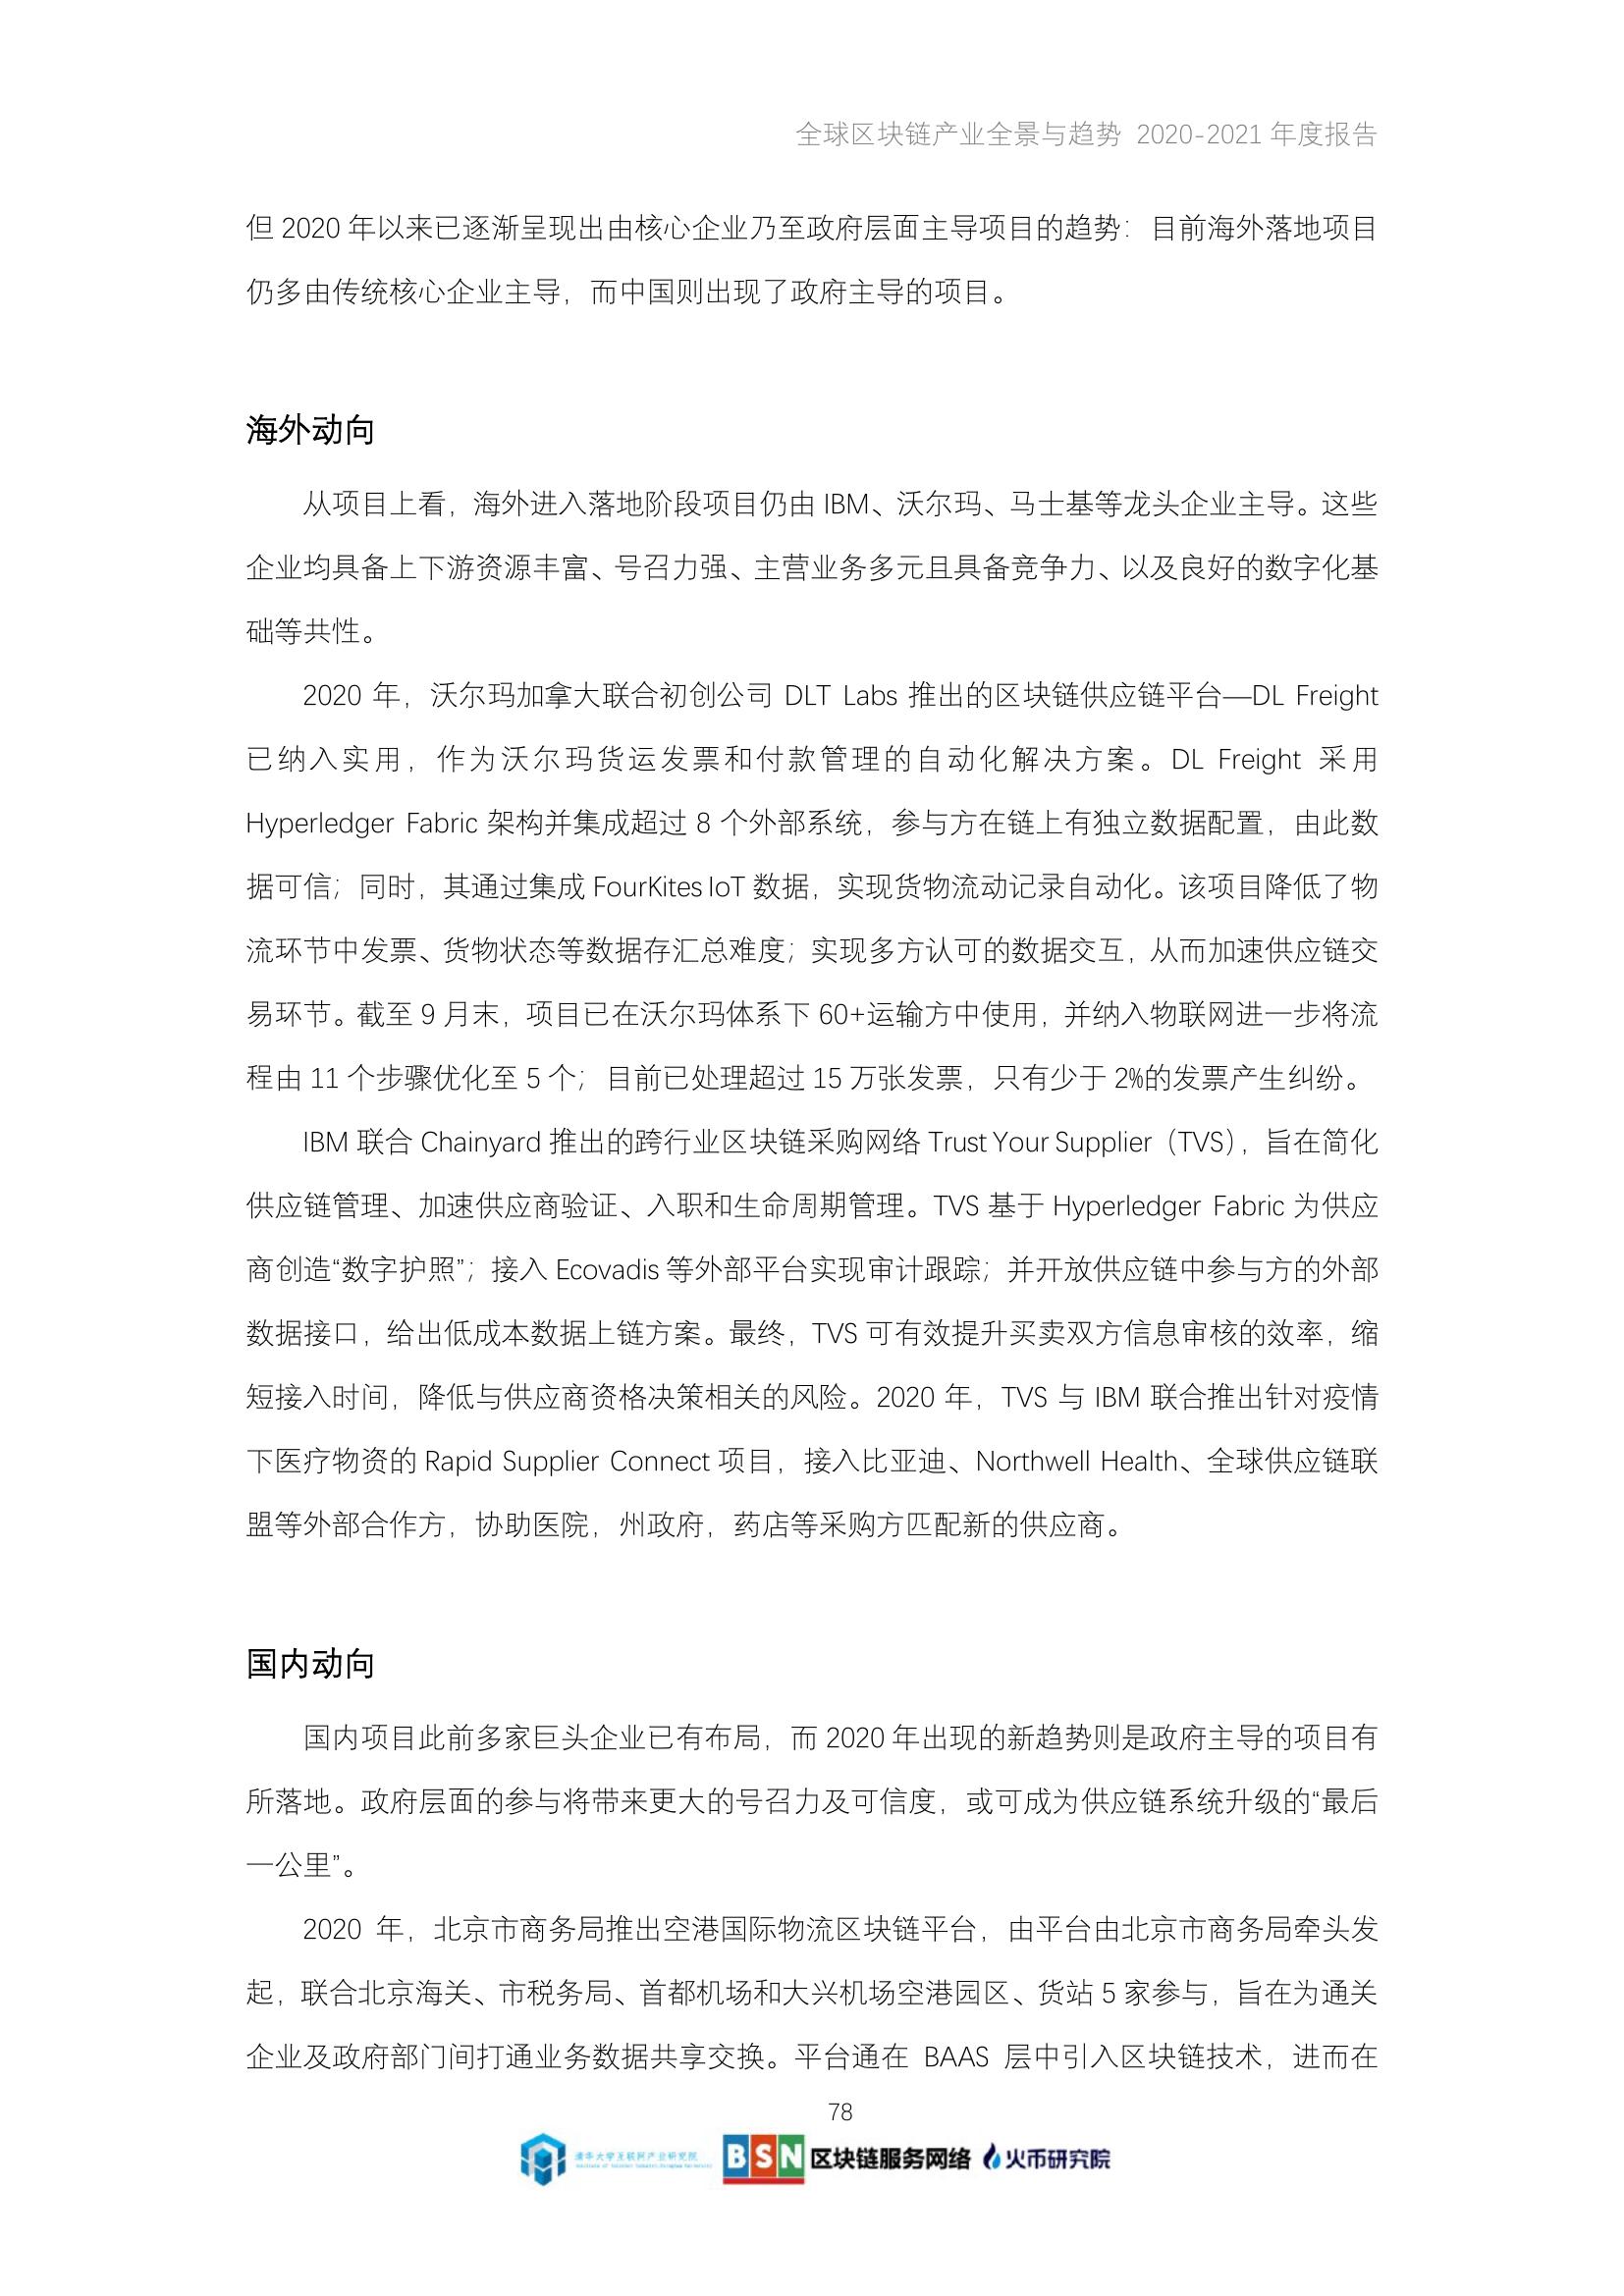 全球区块链产业全景与趋势 2020-2021 年度报告
但 2020 年以来已逐渐呈现出由核心企业乃至政府层面主导项目的趋势：目前海外落地项目
仍多由传统核心企业主导，而中国则出现了政府主导的项目。
海外动向
从项目上看，海外进入落地阶段项目仍由 IBM、沃尔玛、马士基等龙头企业主导。这些
企业均具备上下游资源丰富、号召力强、主营业务多元且具备竞争力、以及良好的数字化基
础等共性。
2020 年，沃尔玛加拿大联合初创公司 DLT Labs 推出的区块链供应链平台—DL Freight
已纳入实用，作为沃尔玛货运发票和付款管理的自动化解决方案。DL Freight 采用
Hyperledger Fabric 架构并集成超过 8 个外部系统，参与方在链上有独立数据配置，由此数
据可信；同时，其通过集成 FourKites IoT 数据，实现货物流动记录自动化。该项目降低了物
流环节中发票、货物状态等数据存汇总难度；实现多方认可的数据交互，从而加速供应链交
易环节。截至 9 月末，项目已在沃尔玛体系下 60+运输方中使用，并纳入物联网进一步将流
程由 11 个步骤优化至 5 个；目前已处理超过 15 万张发票，只有少于 2%的发票产生纠纷。
IBM 联合 Chainyard 推出的跨行业区块链采购网络 Trust Your Supplier（TVS），旨在简化
供应链管理、加速供应商验证、入职和生命周期管理。TVS 基于 Hyperledger Fabric 为供应
商创造“数字护照”；接入 Ecovadis 等外部平台实现审计跟踪；并开放供应链中参与方的外部
数据接口，给出低成本数据上链方案。最终，TVS 可有效提升买卖双方信息审核的效率，缩
短接入时间，降低与供应商资格决策相关的风险。2020 年，TVS 与 IBM 联合推出针对疫情
下医疗物资的 Rapid Supplier Connect 项目，接入比亚迪、Northwell Health、全球供应链联
盟等外部合作方，协助医院，州政府，药店等采购方匹配新的供应商。
国内动向
国内项目此前多家巨头企业已有布局，而 2020 年出现的新趋势则是政府主导的项目有
所落地。政府层面的参与将带来更大的号召力及可信度，或可成为供应链系统升级的“最后
一公里”。
2020 年，北京市商务局推出空港国际物流区块链平台，由平台由北京市商务局牵头发
起，联合北京海关、市税务局、首都机场和大兴机场空港园区、货站 5 家参与，旨在为通关
企业及政府部门间打通业务数据共享交换。平台通在 BAAS 层中引入区块链技术，进而在
78
清华大学互联网产业研究院
BSN 区块链服务网络 火币研究院